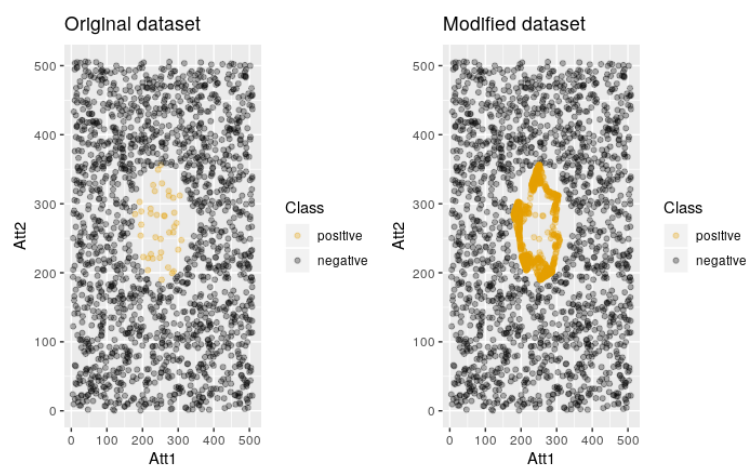 Original dataset
Att2
500
400
300
200
100
0
0 100 200 300 400 500
Att1
Class
positive
negative
Modified dataset
Att2
500
400
300
200
100
0
0 100 200 300 400 500
Att1
Class
positive
negative